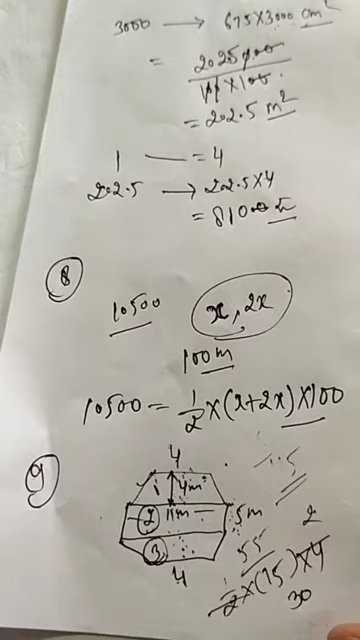 3000 → 675×3000 cm²
= 2025000
100×100
= 202.5 m²
1 — = 4
202.5 → 202.5×4
= 810
⑧
10500 x, 2x
100m
10500 = 1/2 × (x+2x) × 100
⑨
4
1 4m
② 11m 5m
③
4
55
2
1/2 × (15) × 4
30